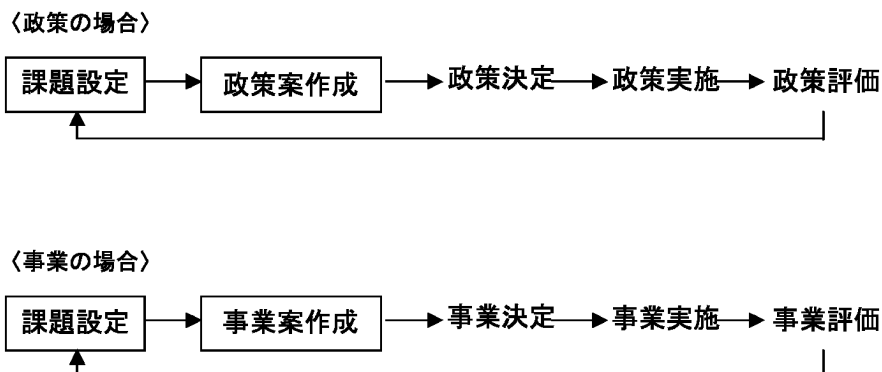 〈政策の場合〉
課題設定 政策案作成 政策決定 政策実施 政策評価
〈事業の場合〉
課題設定 事業案作成 事業決定 事業実施 事業評価